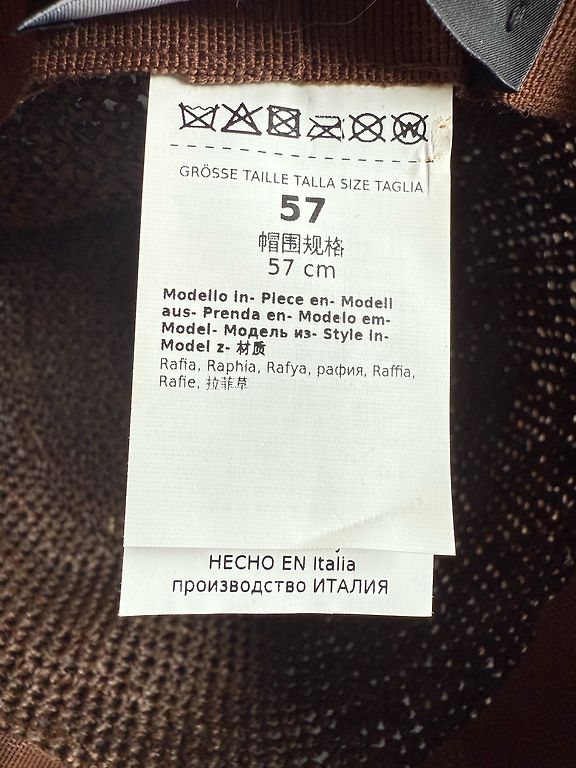 GRÖSSE TAILLE TALLA SIZE TAGLIA
57
帽围规格
57 cm
Modello in- Piece en- Modell
aus- Prenda en- Modelo em-
Model- Модель из- Style in-
Model z- 材质
Rafia, Raphia, Rafya, рафия, Raffia,
Rafie, 拉菲草
HECHO EN Italia
производство ИТАЛИЯ